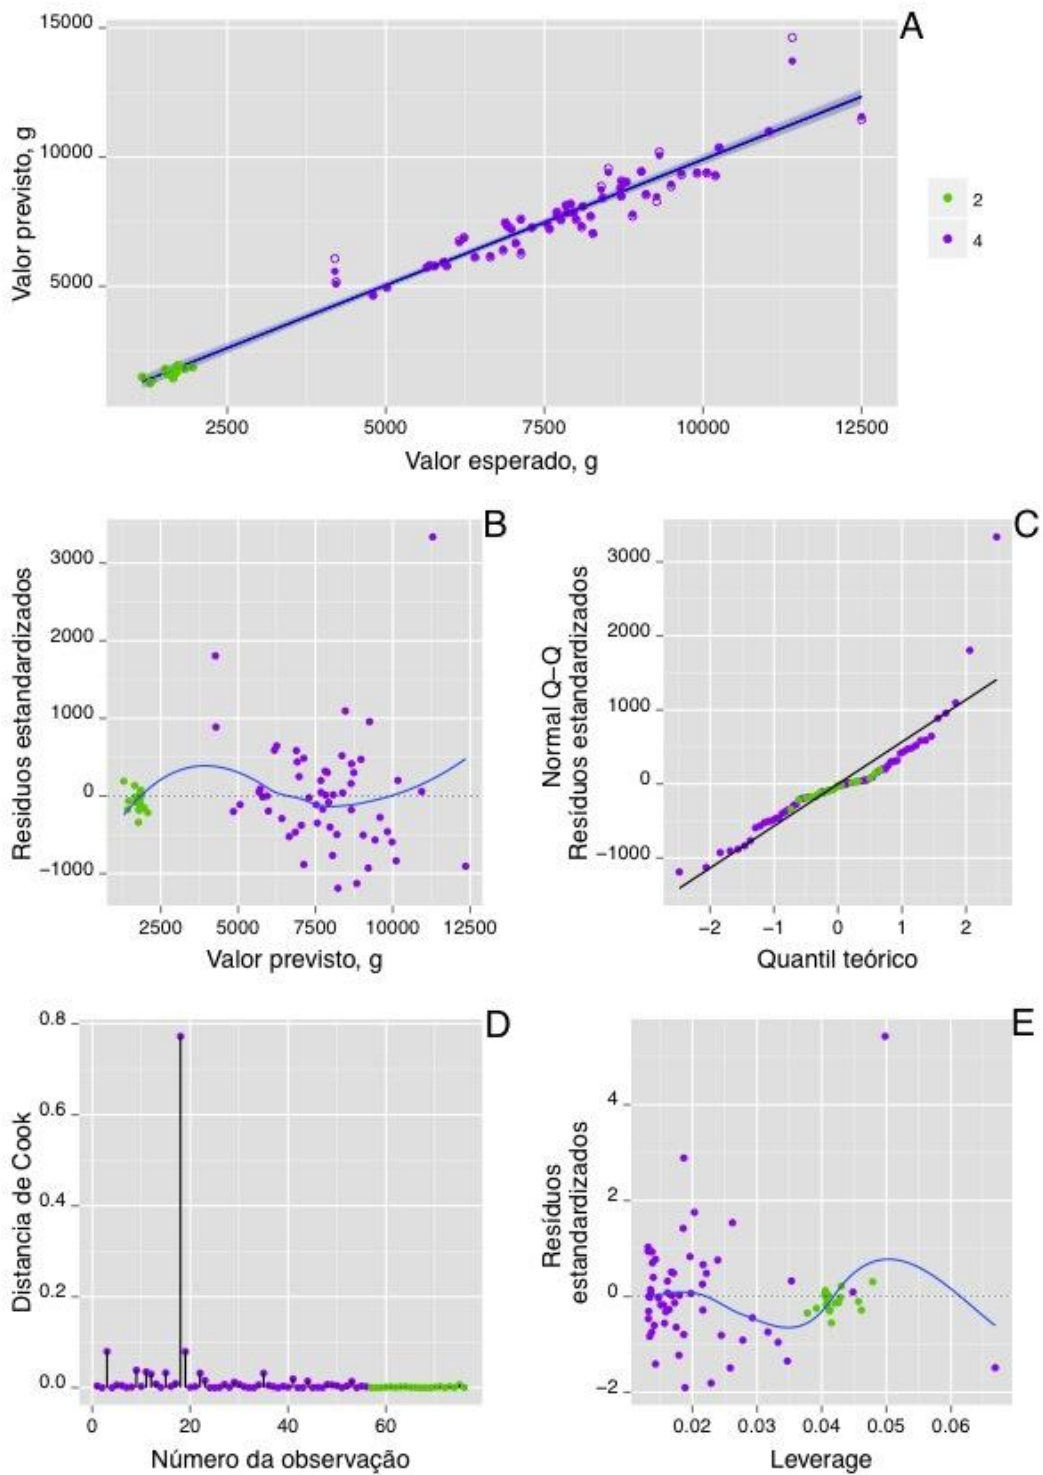 A
15000
10000
5000
Valor previsto, g
2500
5000
7500
10000
12500
Valor esperado, g
2
4
B
3000
2000
1000
0
−1000
Resíduos estandardizados
2500
5000
7500
10000
12500
Valor previsto, g
C
3000
2000
1000
0
−1000
Normal Q−Q
Resíduos estandardizados
−2
−1
0
1
2
Quantil teórico
D
0.8
0.6
0.4
0.2
0.0
Distancia de Cook
0
20
40
60
Número da observação
E
4
2
0
−2
Resíduos
estandardizados
0.02
0.03
0.04
0.05
0.06
Leverage